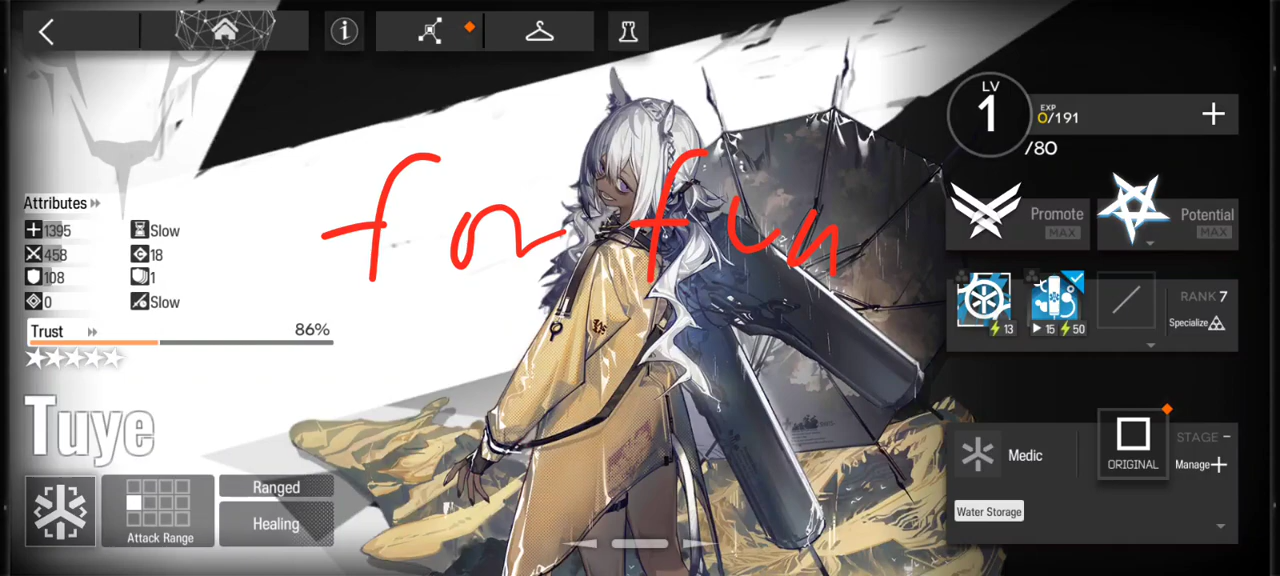 LV
1
EXP
0/191
/80
for fun
Attributes
1395 Slow
458 18
108 1
0 Slow
Trust 86%
Promote
MAX
Potential
MAX
13
15 50
RANK 7
Specialize
Tuye
Attack Range
Ranged
Healing
Medic
ORIGINAL
STAGE -
Manage+
Water Storage